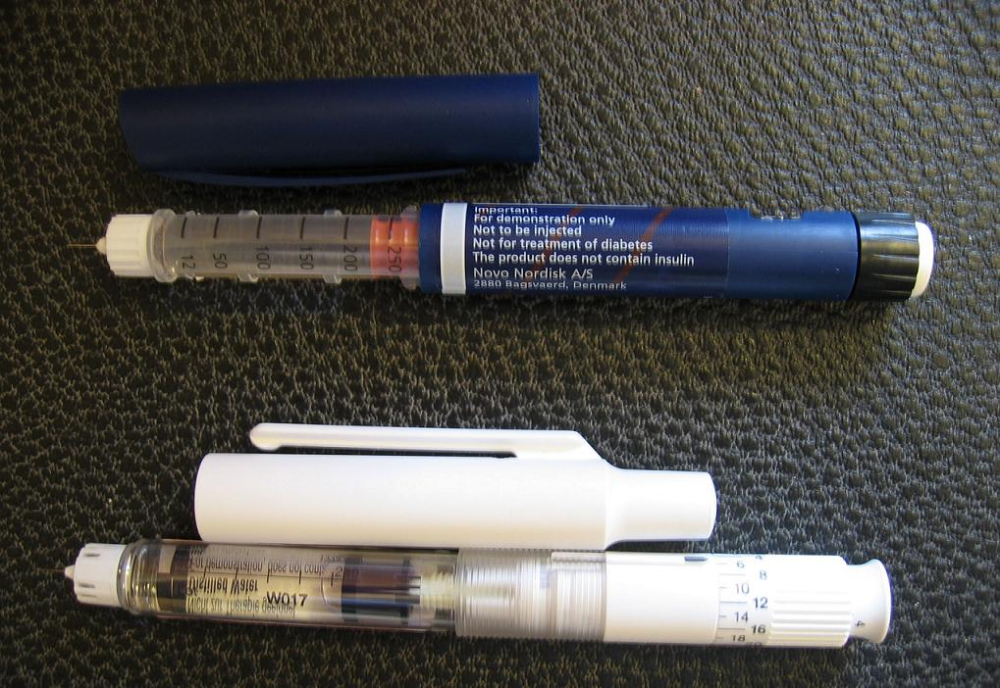 12 50 100 150 200 250
Important:
For demonstration only
Not to be injected
Not for treatment of diabetes
The product does not contain insulin
Novo Nordisk A/S
2880 Bagsvaerd, Denmark
W017
4
6
8
10
12
14
16
18
4